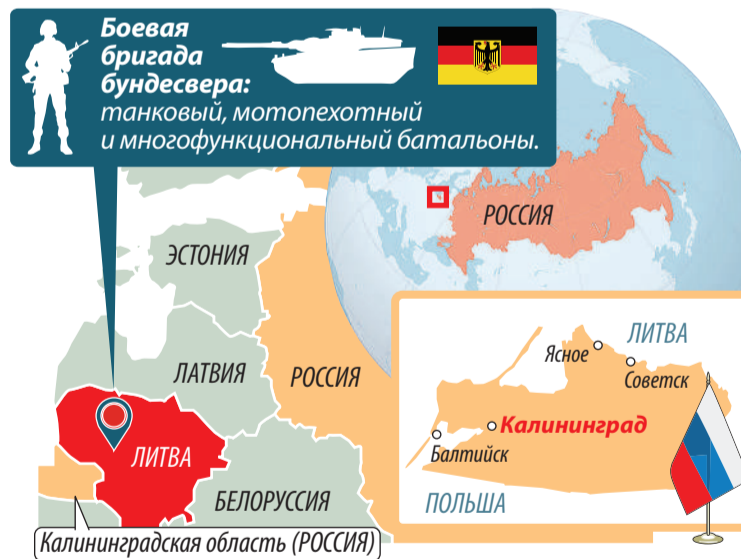 Боевая
бригада
бундесвера:
танковый, мотопехотный
и многофункциональный батальоны.
РОССИЯ
ЭСТОНИЯ
ЛАТВИЯ
РОССИЯ
ЛИТВА
БЕЛОРУССИЯ
Калининградская область (РОССИЯ)
ЛИТВА
Ясное
Советск
Калининград
Балтийск
ПОЛЬША